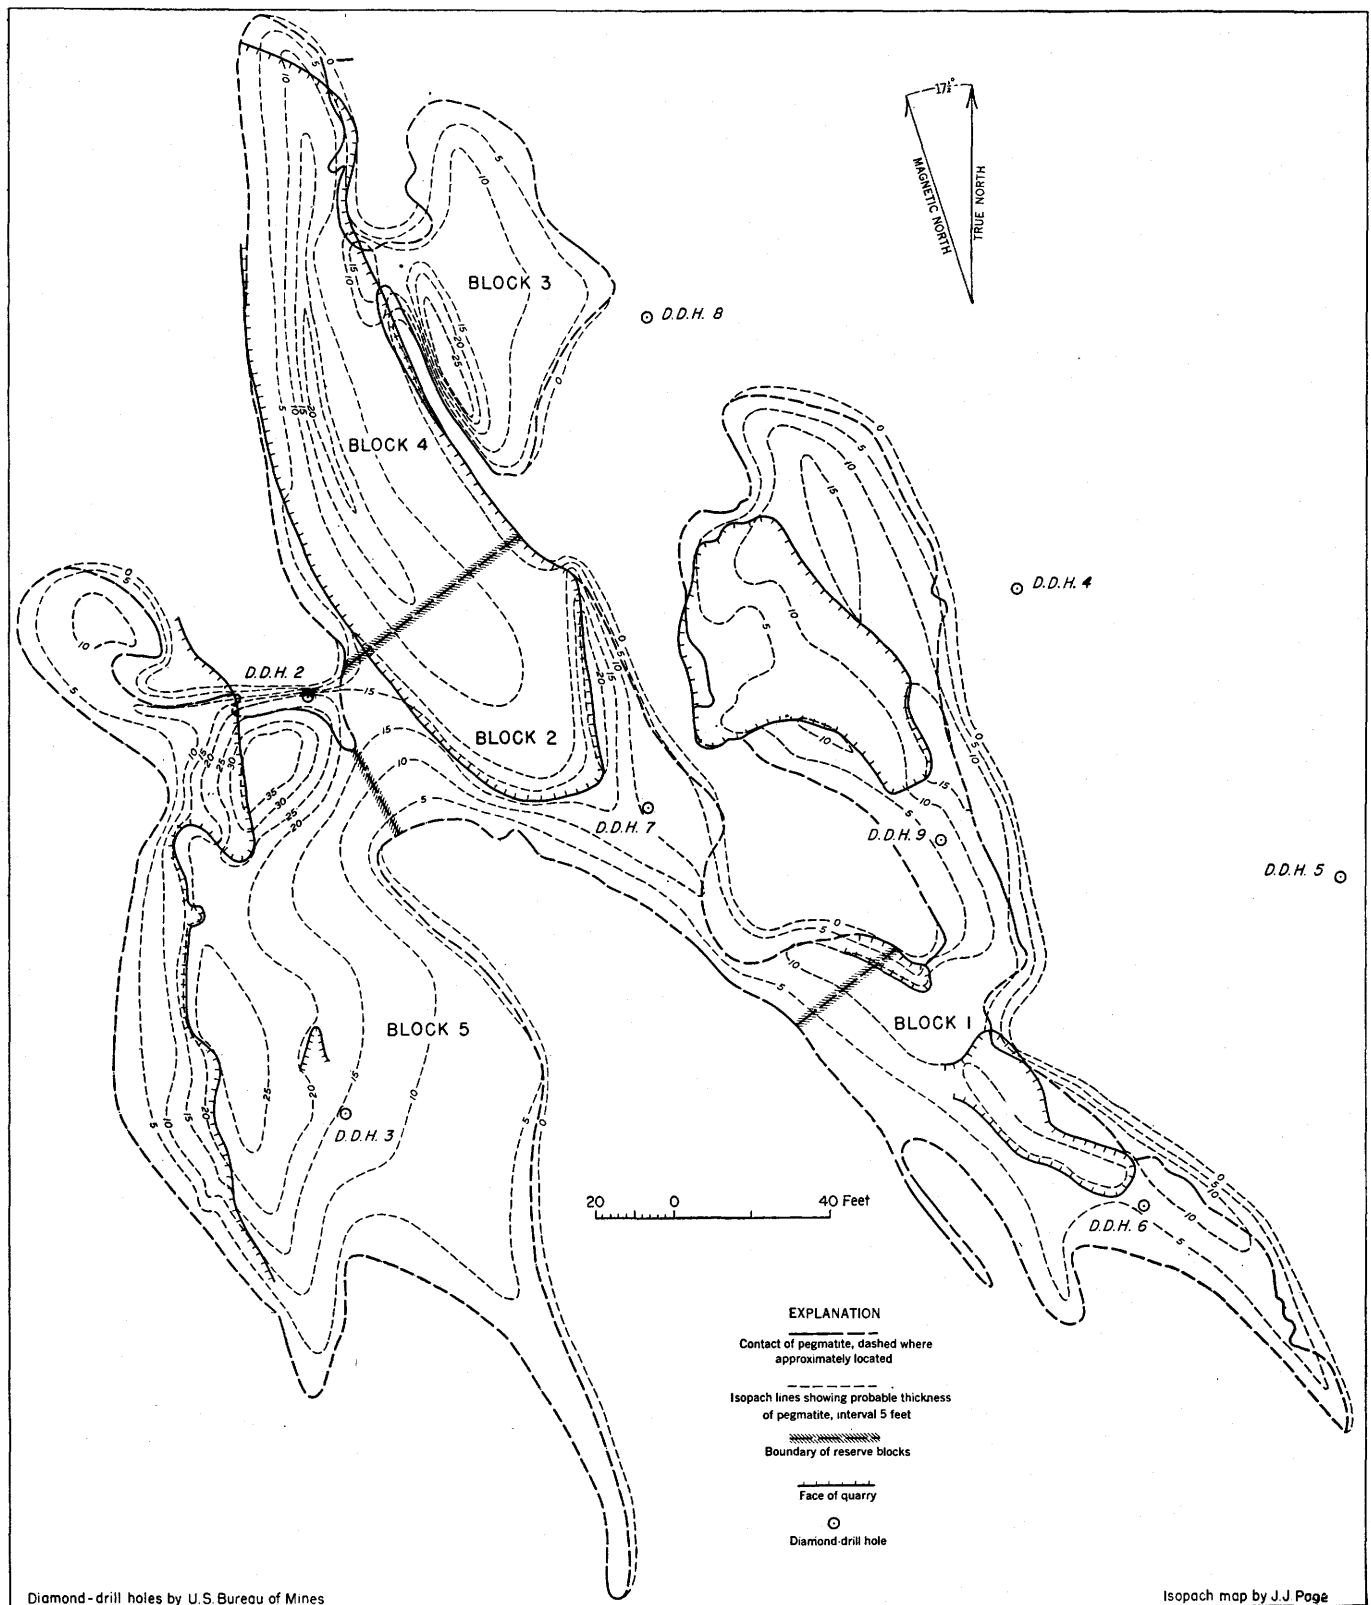 17½°
MAGNETIC NORTH
TRUE NORTH
BLOCK 3
D.D.H. 8
BLOCK 4
D.D.H. 4
D.D.H. 2
BLOCK 2
D.D.H. 7
D.D.H. 9
D.D.H. 5
BLOCK 5
BLOCK 1
D.D.H. 3
D.D.H. 6
20 0 40 Feet
EXPLANATION
Contact of pegmatite, dashed where
approximately located
Isopach lines showing probable thickness
of pegmatite, interval 5 feet
Boundary of reserve blocks
Face of quarry
Diamond-drill hole
Diamond-drill holes by U.S. Bureau of Mines
Isopach map by J.J. Page